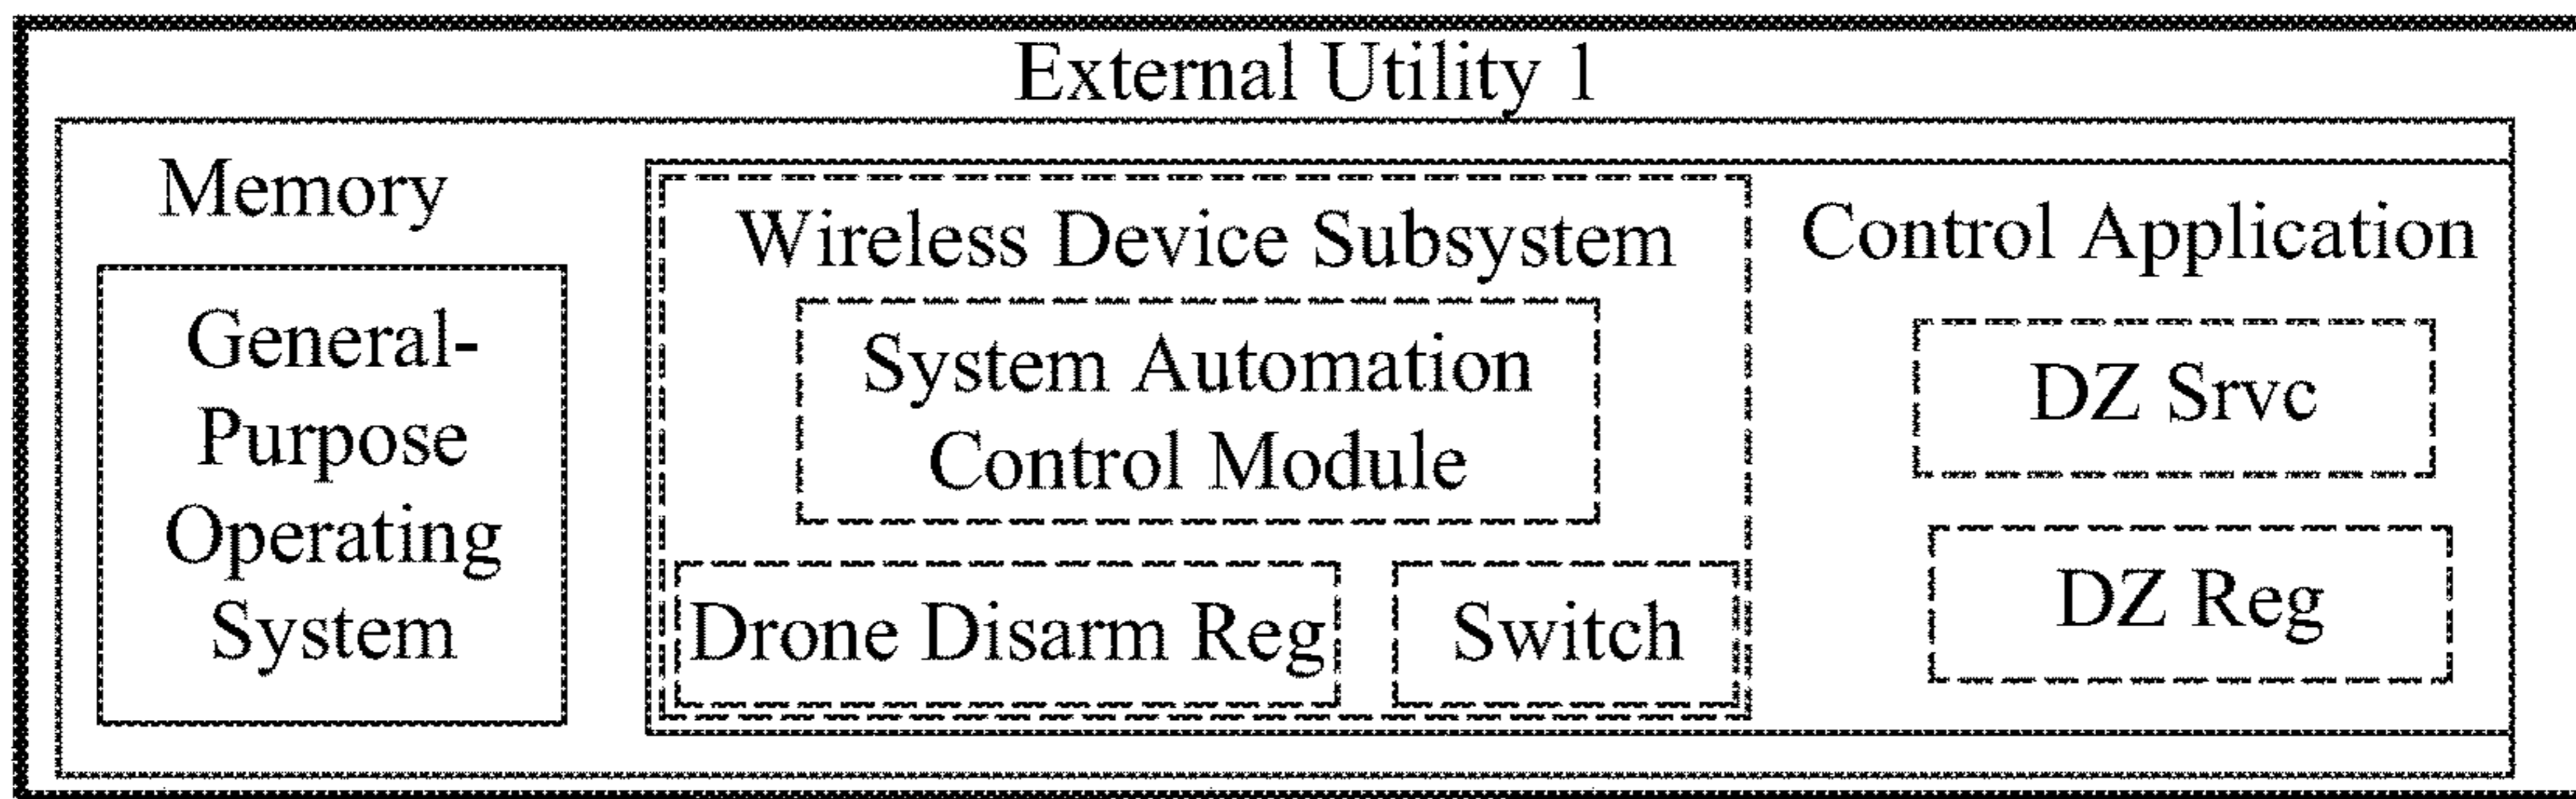 External Utility 1
Memory
General-
Purpose
Operating
System
Wireless Device Subsystem
System Automation
Control Module
Drone Disarm Reg
Switch
Control Application
DZ Srvc
DZ Reg